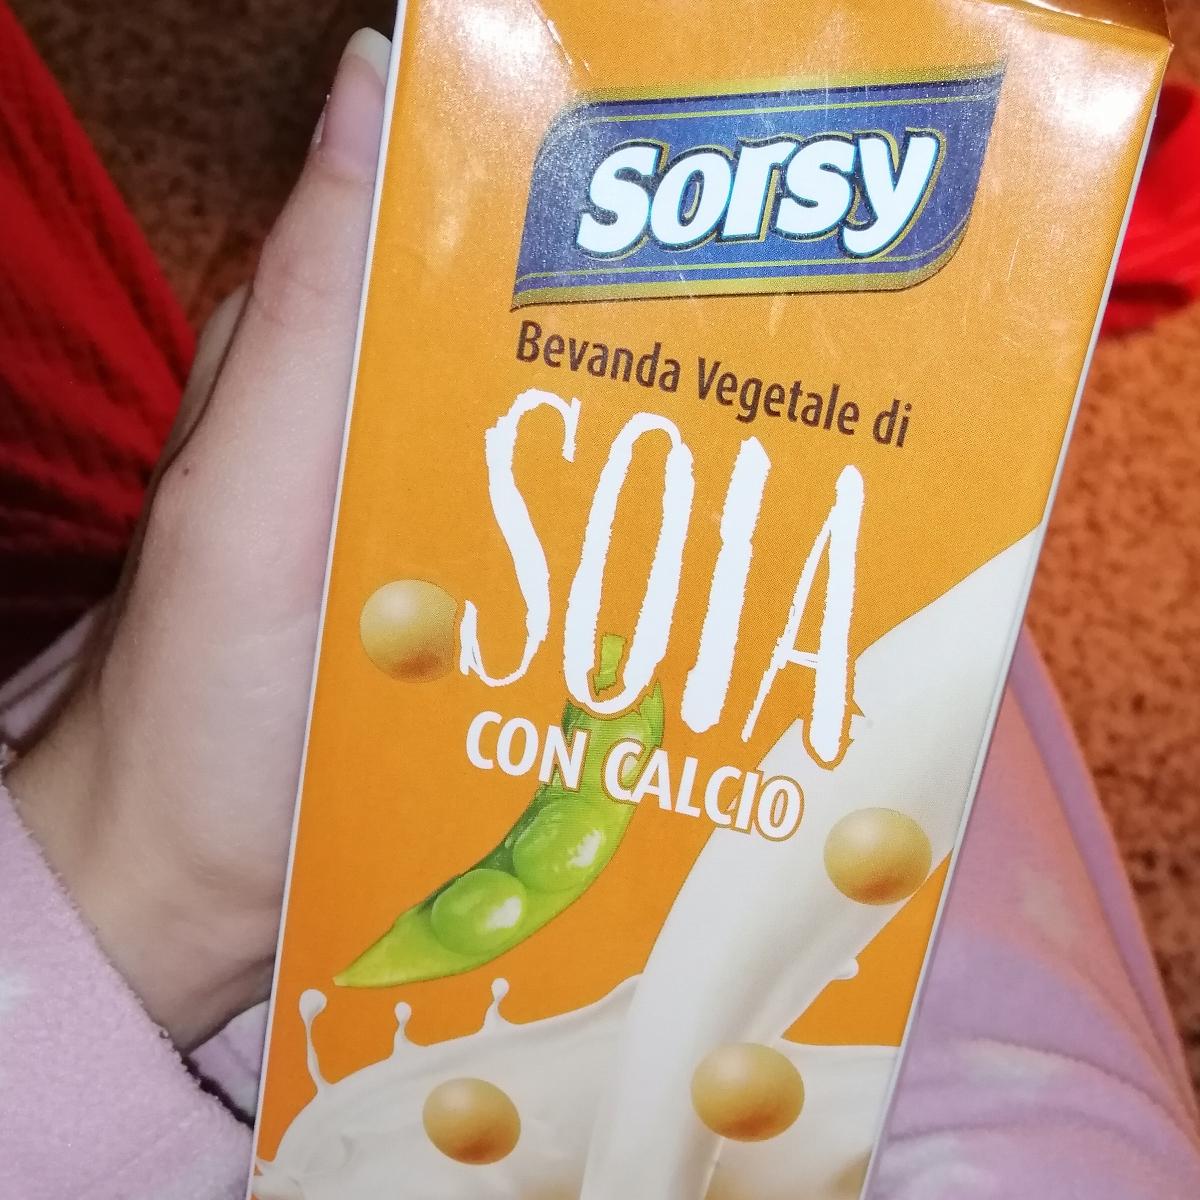 sorsy
Bevanda Vegetale di
SOIA
CON CALCIO